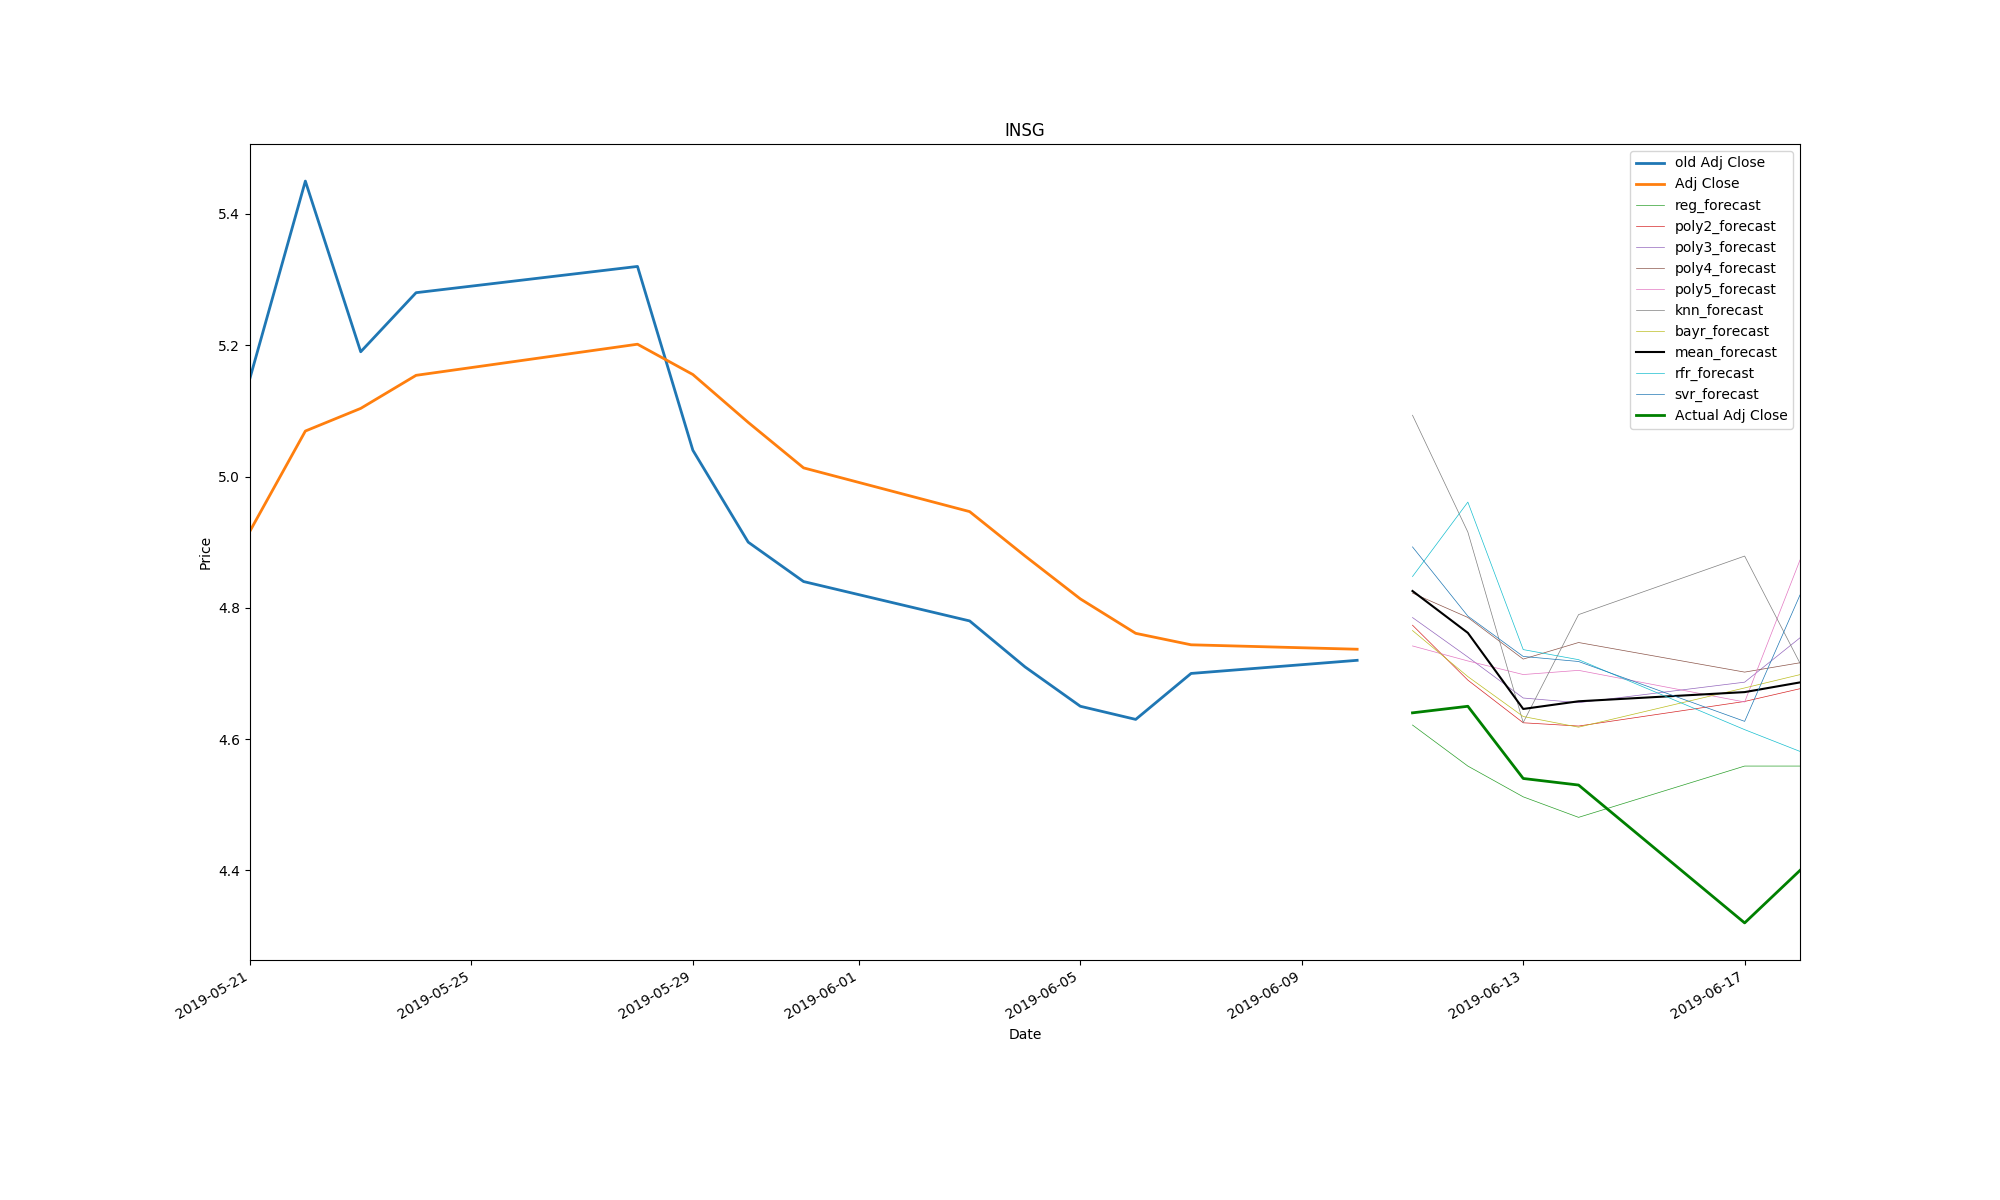 INSG
old Adj Close
Adj Close
reg_forecast
poly2_forecast
poly3_forecast
poly4_forecast
poly5_forecast
knn_forecast
bayr_forecast
mean_forecast
rfr_forecast
svr_forecast
Actual Adj Close
5.4
5.2
5.0
4.8
4.6
4.4
Price
2019-05-21
2019-05-25
2019-05-29
2019-06-01
2019-06-05
2019-06-09
2019-06-13
2019-06-17
Date